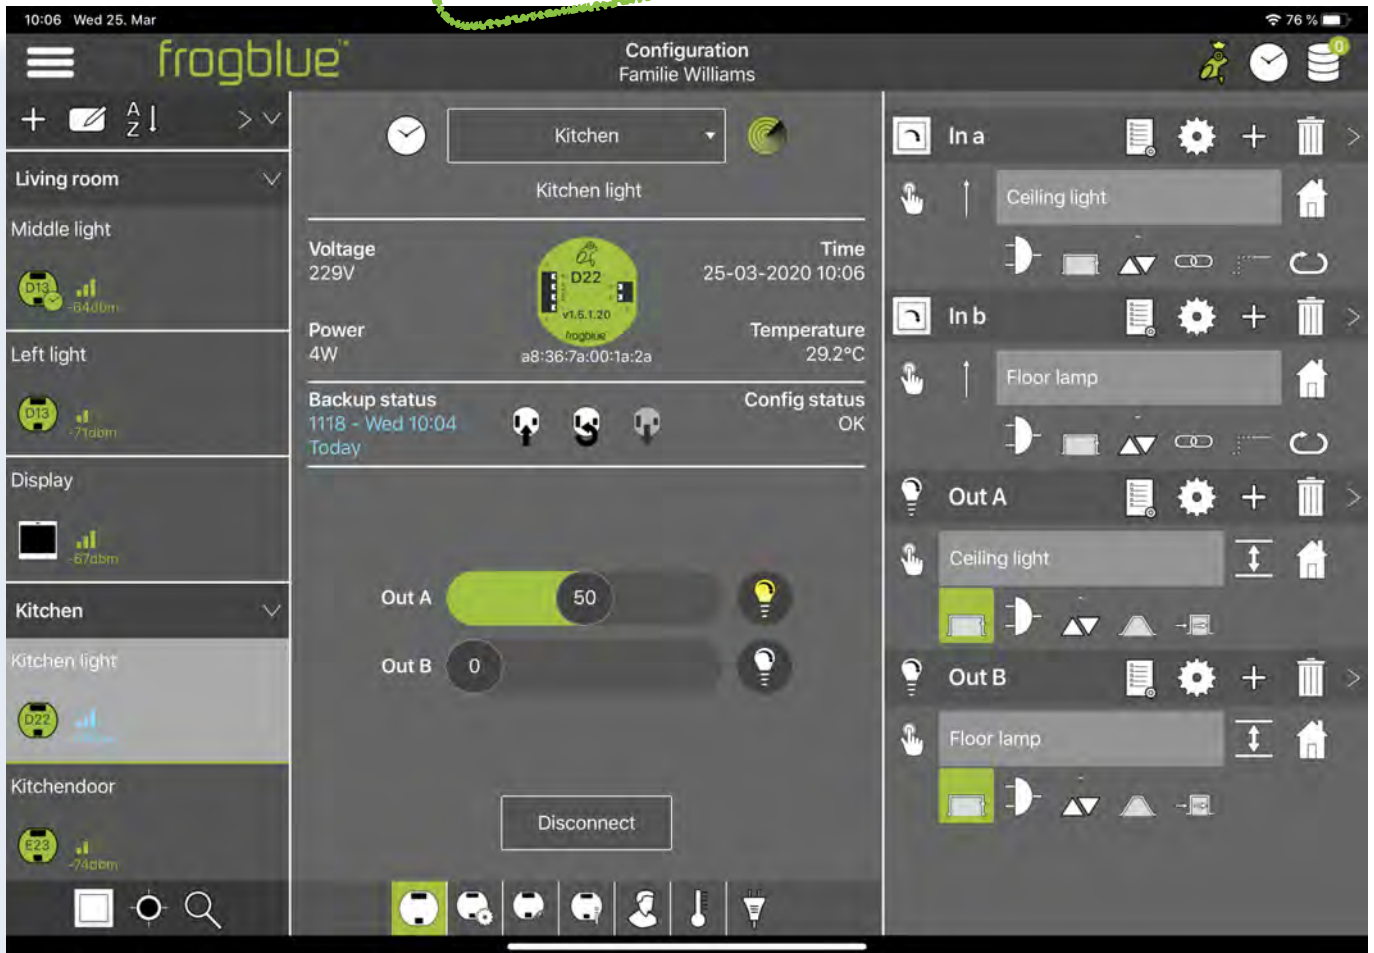 10:06 Wed 25. Mar
76 %
frogblue™
Configuration
Familie Williams
0
A
Z
Living room
Middle light
D13
-64dbm
Left light
D13
-71dbm
Display
-67dbm
Kitchen
Kitchen light
D22
Kitchendoor
E23
-74dbm
Kitchen
Kitchen light
Voltage
229V
Time
25-03-2020 10:06
D22
v1.5.1.20
frogblue
Power
4W
a8:36:7a:00:1a:2a
Temperature
29.2°C
Backup status
1118 - Wed 10:04
Today
Config status
OK
Out A
50
Out B
0
Disconnect
In a
Ceiling light
In b
Floor lamp
Out A
Ceiling light
Out B
Floor lamp